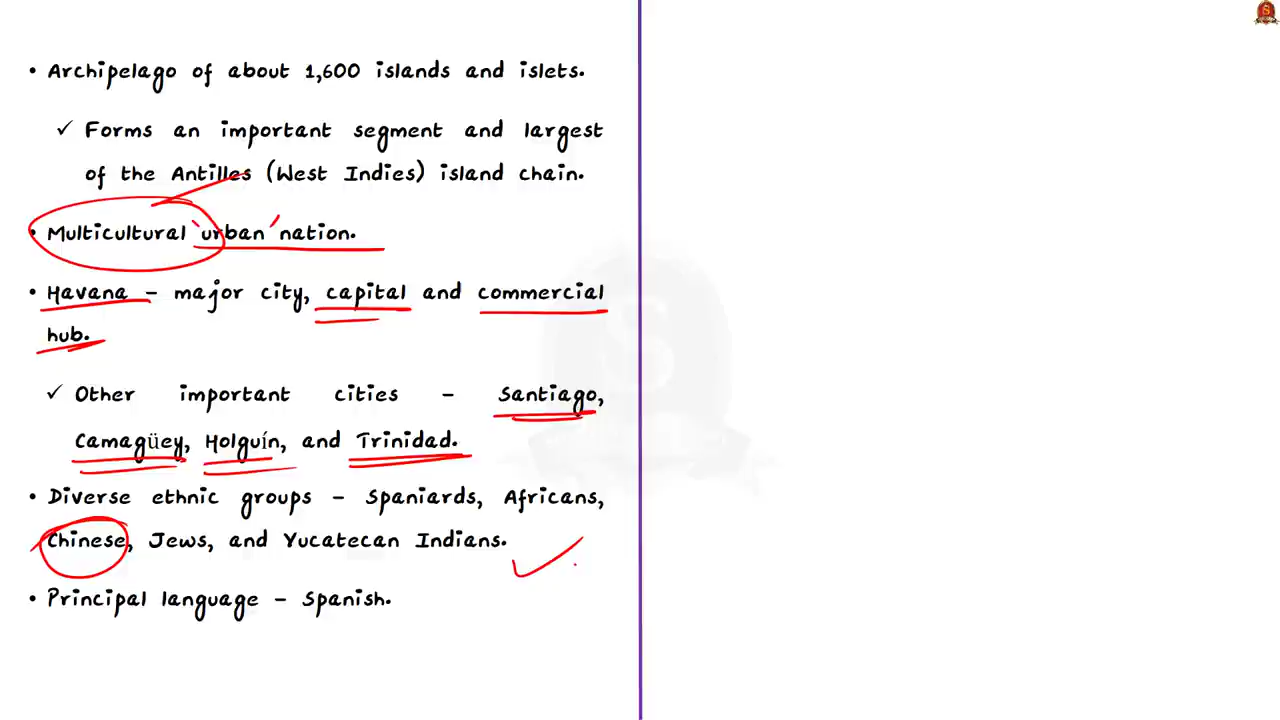 • Archipelago of about 1,600 islands and islets.
✓ Forms an important segment and largest
of the Antilles (West Indies) island chain.
• Multicultural 'urban' nation.
• Havana – major city, capital and commercial
hub.
✓ Other important cities – Santiago,
Camagüey, Holguín, and Trinidad.
• Diverse ethnic groups – Spaniards, Africans,
Chinese, Jews, and Yucatecan Indians.
• Principal language – Spanish.